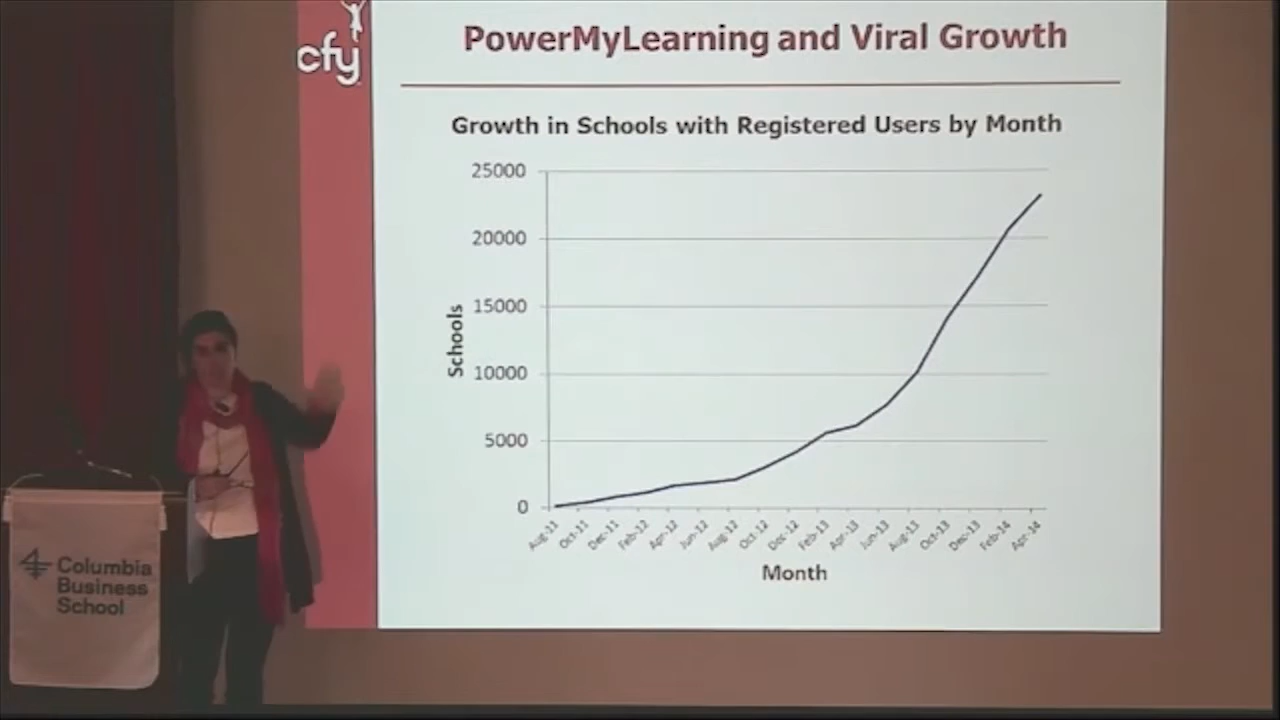 cfy
PowerMyLearning and Viral Growth
Growth in Schools with Registered Users by Month
25000
20000
15000
10000
5000
0
Schools
Aug-11
Oct-11
Dec-11
Feb-12
Apr-12
Jun-12
Aug-12
Oct-12
Dec-12
Feb-13
Apr-13
Jun-13
Aug-13
Oct-13
Dec-13
Feb-14
Apr-14
Month
Columbia
Business
School